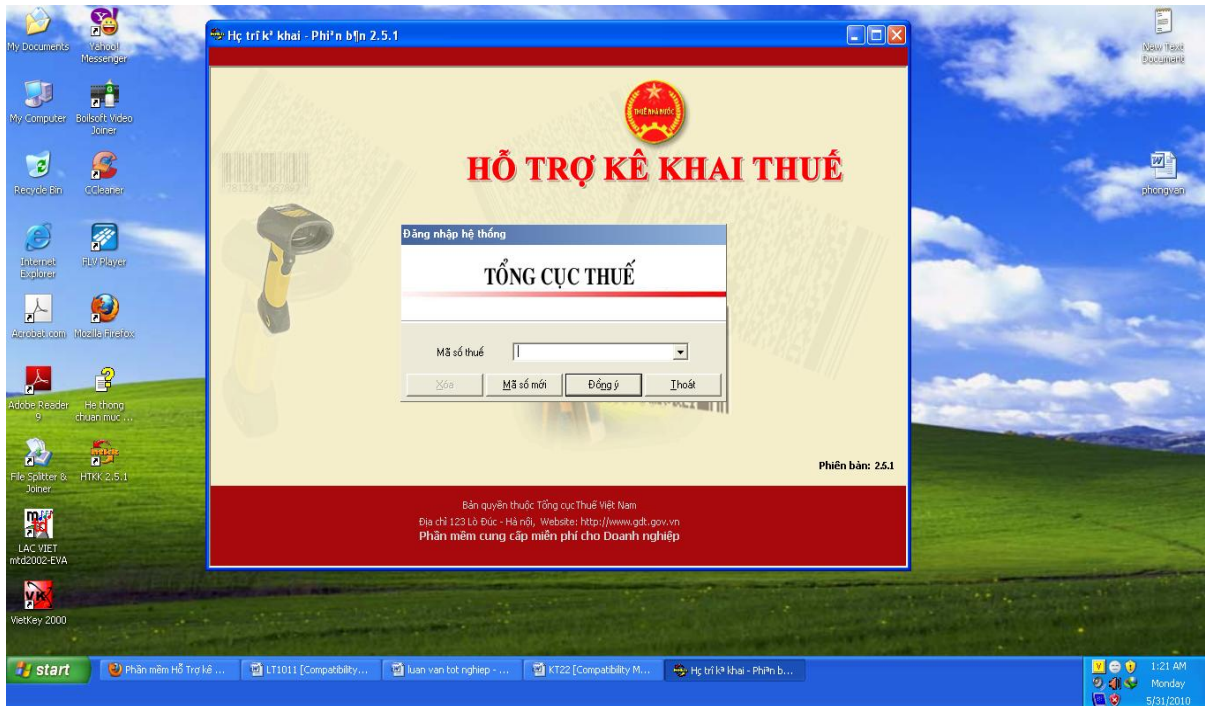 My Documents
Yahoo!
Messenger
My Computer
Boilsoft Video
Joiner
Recycle Bin
CCleaner
Internet
Explorer
FLV Player
Acrobat.com
Mozilla Firefox
Adobe Reader
9
He thong
chuan muc ...
File Splitter &
Joiner
HTKK 2.5.1
LAC VIET
mtd2002-EVA
VietKey 2000
Hç trî kª khai - Phiªn b¶n 2.5.1
THUẾ NHÀ NƯỚC
HỖ TRỢ KÊ KHAI THUẾ
Đăng nhập hệ thống
TỔNG CỤC THUẾ
Mã số thuế
Xóa
Mã số mới
Đồng ý
Thoát
Phiên bản: 2.5.1
Bản quyền thuộc Tổng cục Thuế Việt Nam
Địa chỉ 123 Lò Đúc - Hà nội, Website: http://www.gdt.gov.vn
Phần mềm cung cấp miễn phí cho Doanh nghiệp
New Text
Document
phongvan
start
Phần mềm Hỗ Trợ kê ...
LT1011 [Compatibility...
luan van tot nghiep - ...
KT22 [Compatibility M...
Hç trî kª khai - Phiªn b...
1:21 AM
Monday
5/31/2010